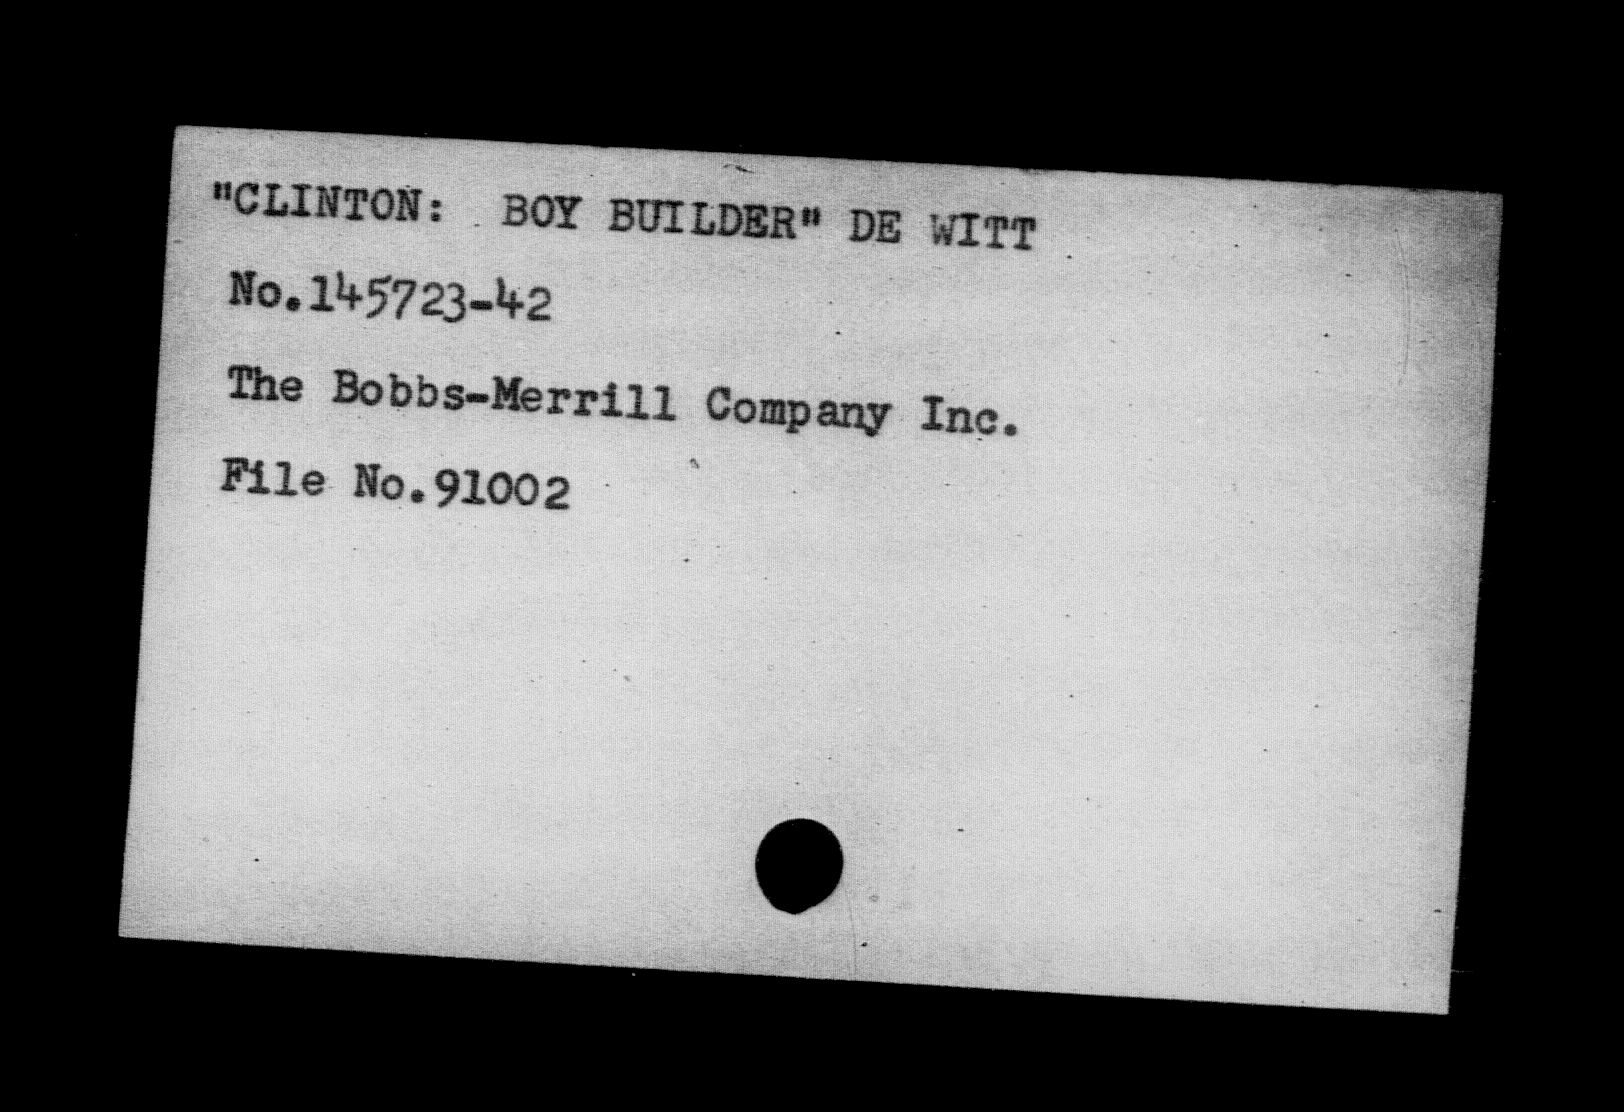 "CLINTON: BOY BUILDER" DE WITT
No.145723-42
The Bobbs-Merrill Company Inc.
File No.91002